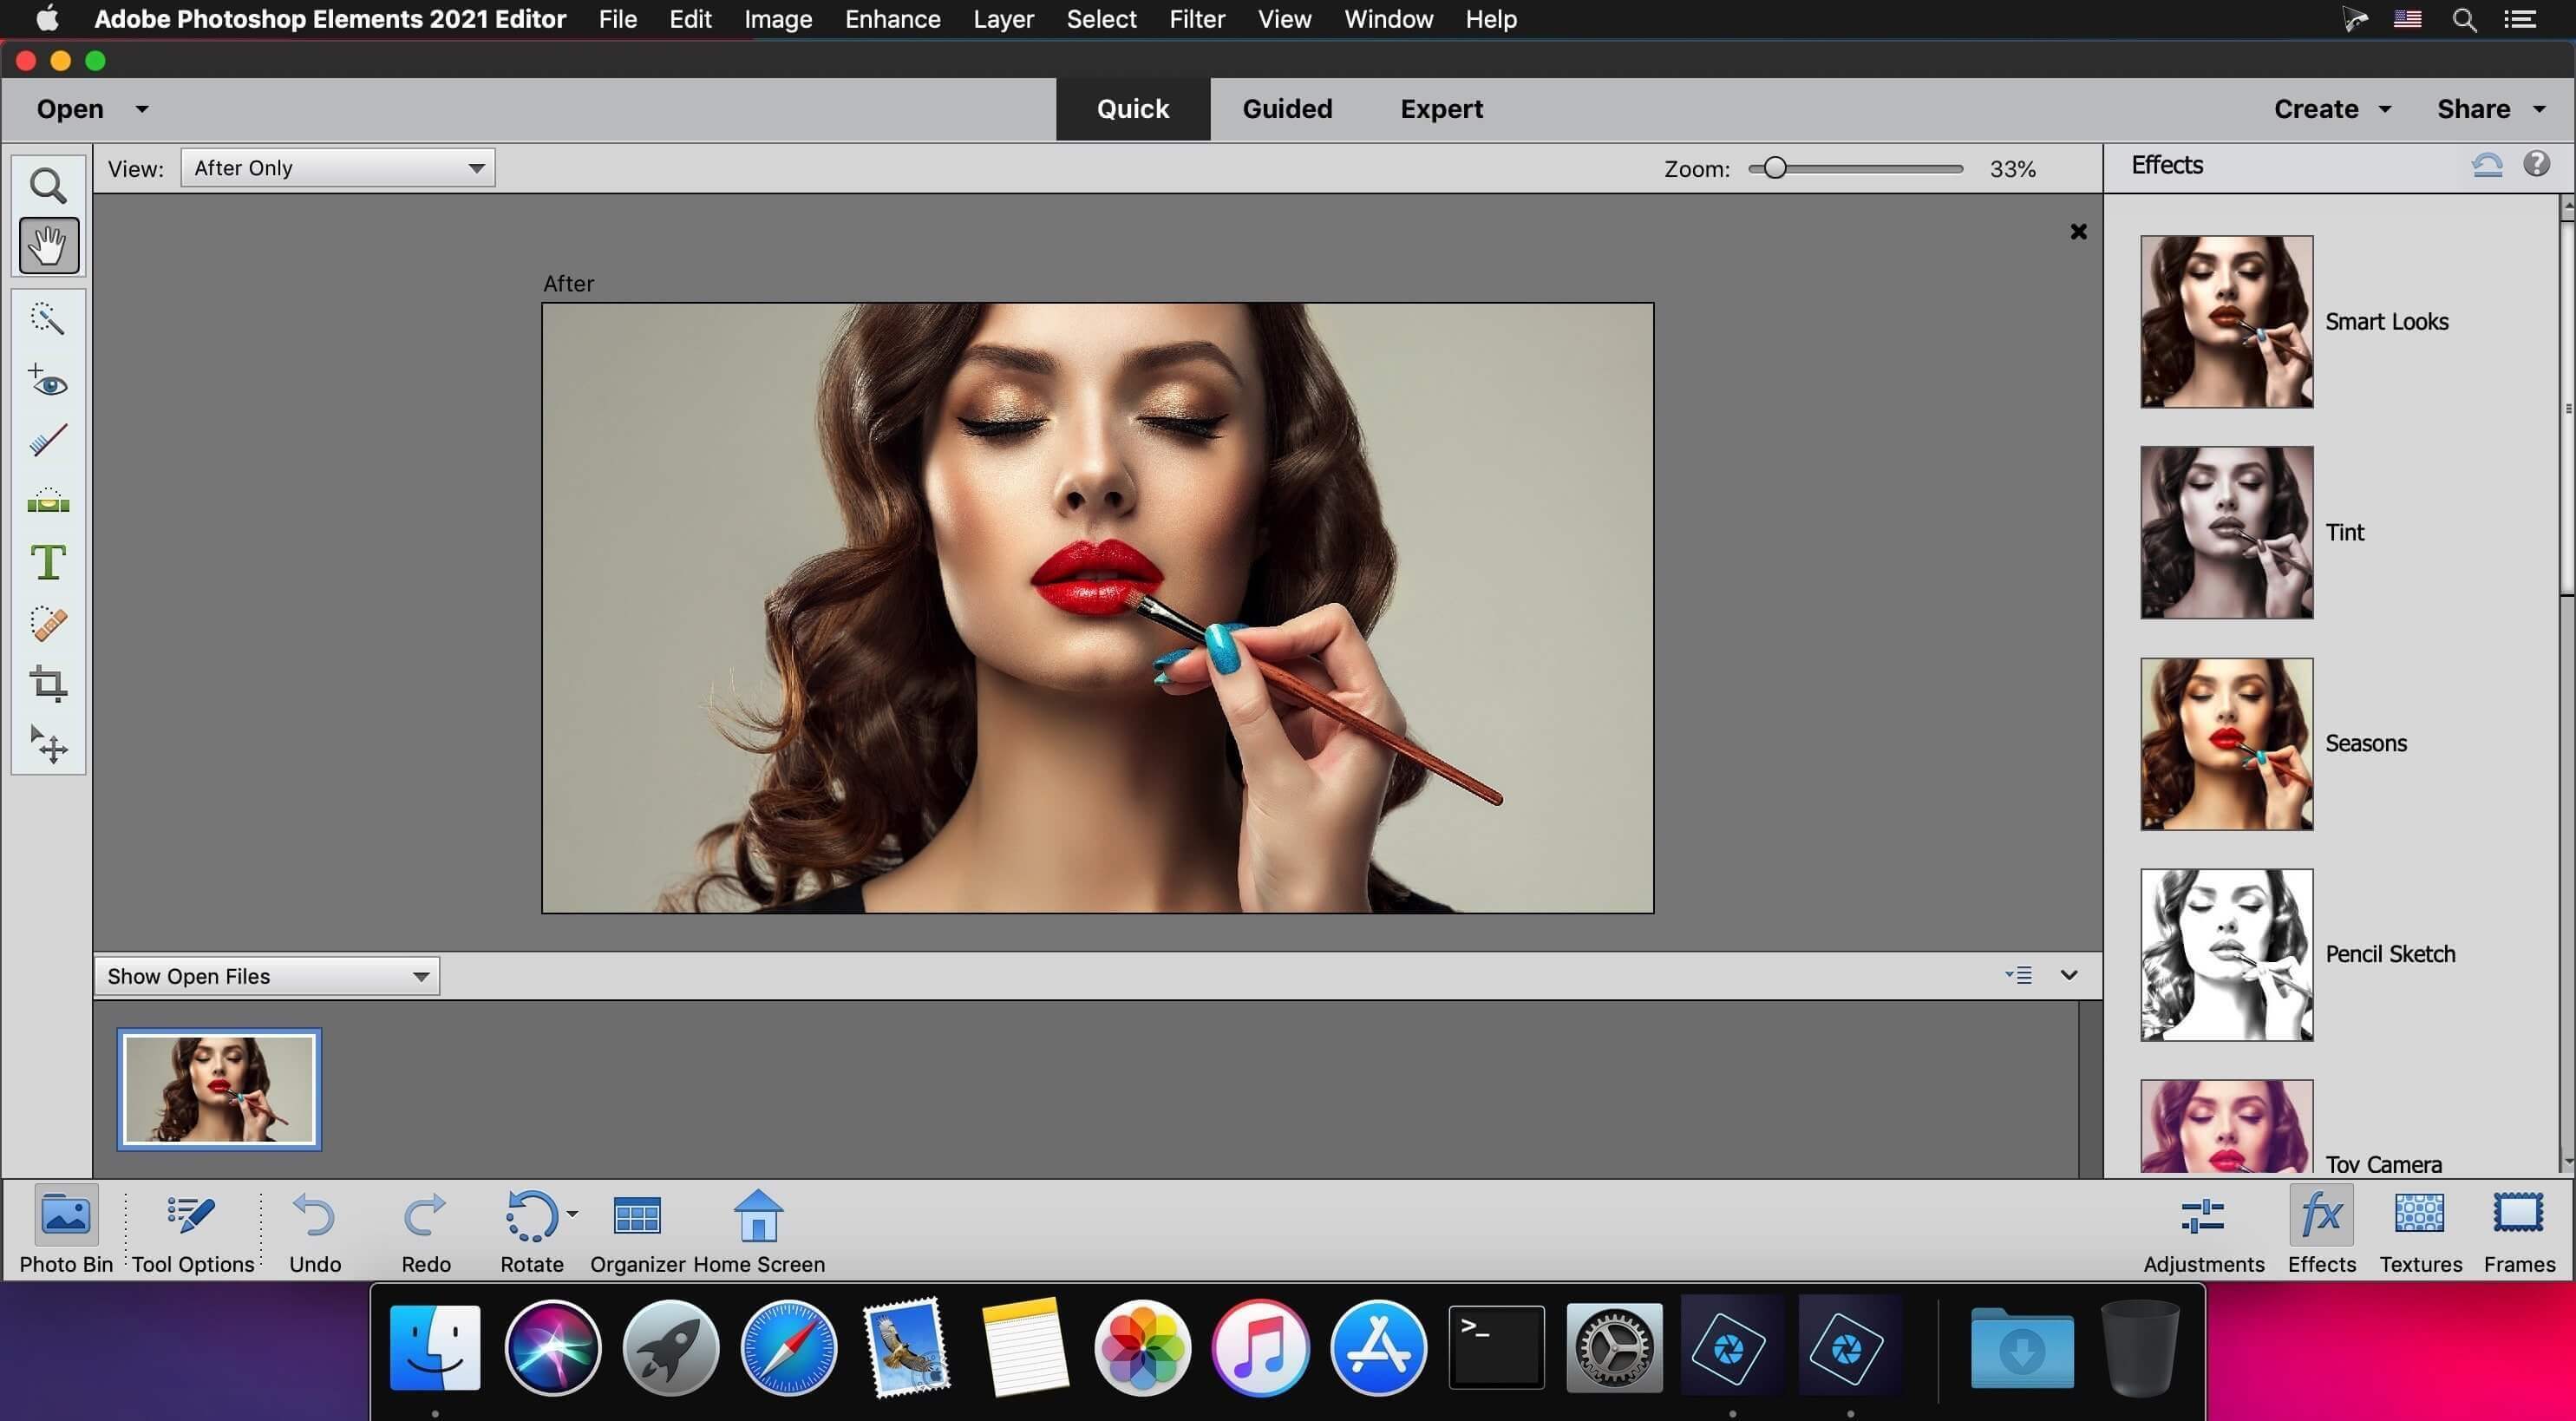 Adobe Photoshop Elements 2021 Editor File Edit Image Enhance Layer Select Filter View Window Help
Open Quick Guided Expert Create Share
View: After Only Zoom: 33% Effects
After
Smart Looks
Tint
Seasons
Pencil Sketch
Toy Camera
Show Open Files
Photo Bin Tool Options Undo Redo Rotate Organizer Home Screen Adjustments Effects Textures Frames
>_